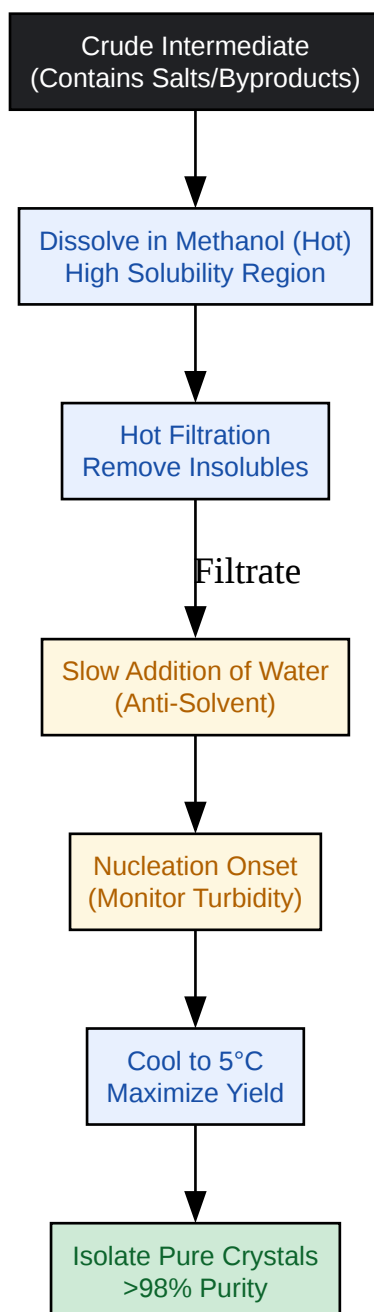 Crude Intermediate
(Contains Salts/Byproducts)
Dissolve in Methanol (Hot)
High Solubility Region
Hot Filtration
Remove Insolubles
Filtrate
Slow Addition of Water
(Anti-Solvent)
Nucleation Onset
(Monitor Turbidity)
Cool to 5°C
Maximize Yield
Isolate Pure Crystals
>98% Purity